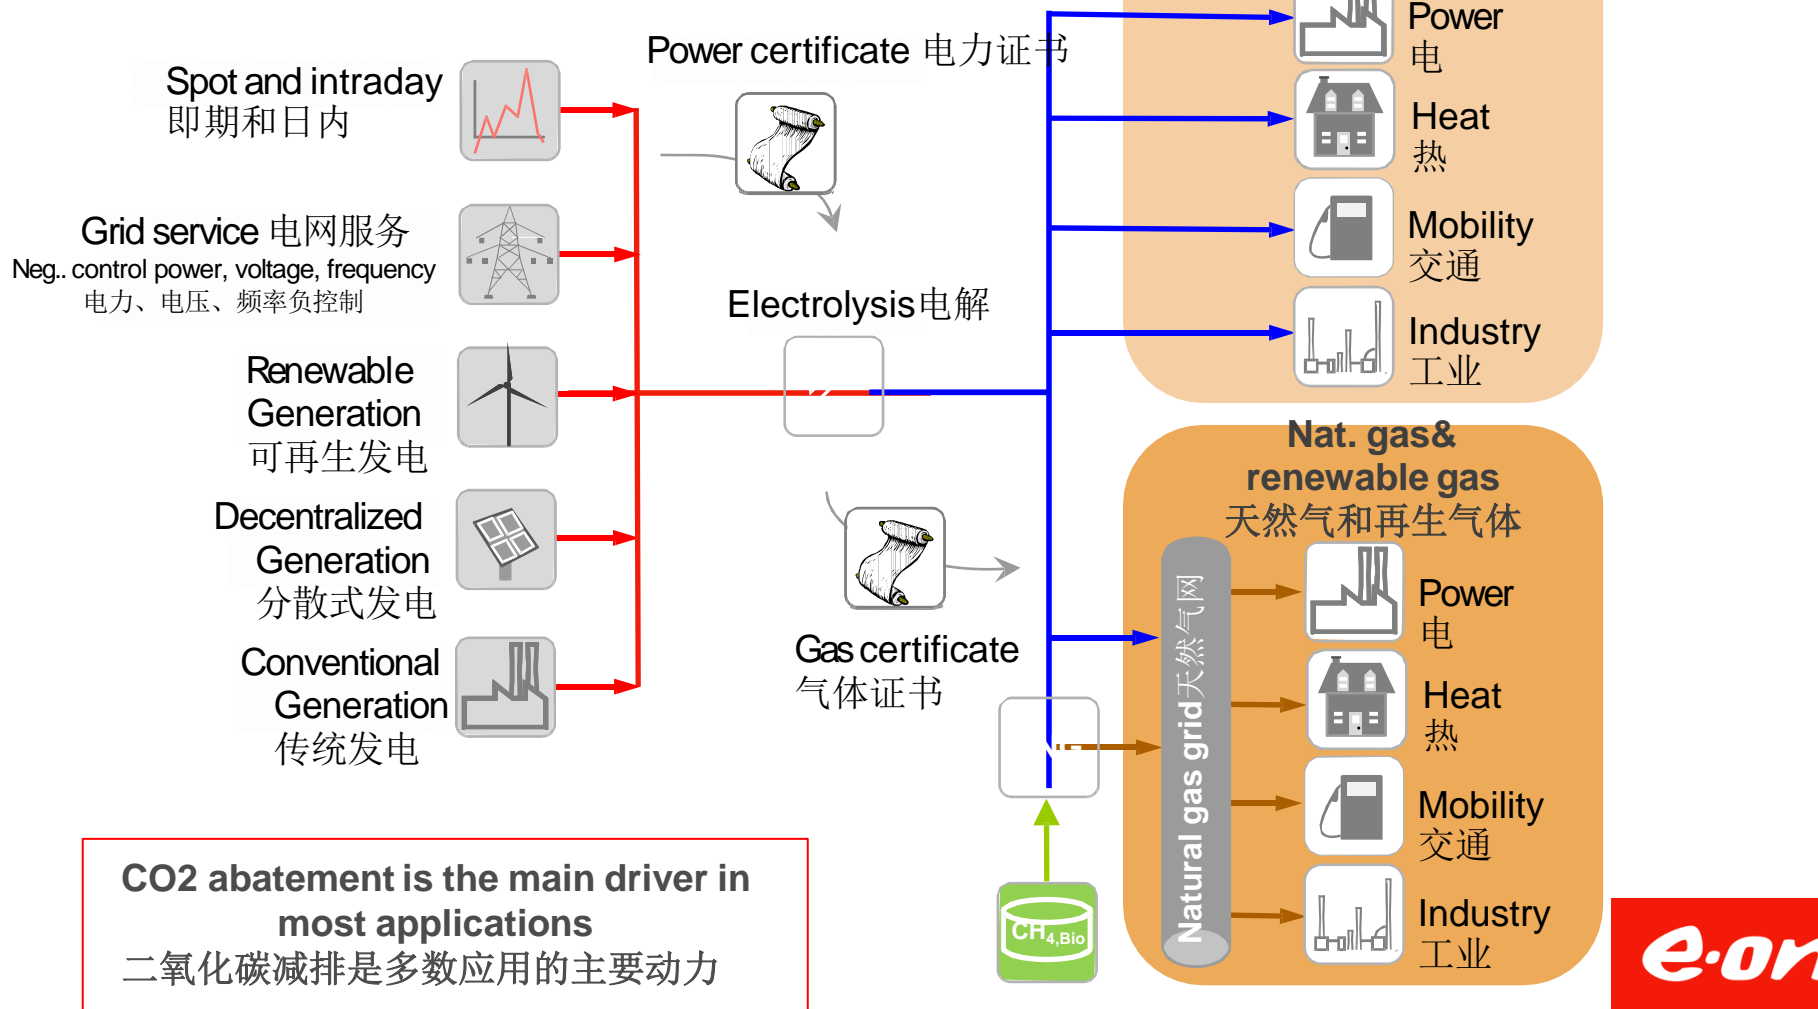 Power certificate 电力证书
Spot and intraday
即期和日内
Grid service 电网服务
Neg.. control power, voltage, frequency
电力、电压、频率负控制
Renewable
Generation
可再生发电
Decentralized
Generation
分散式发电
Conventional
Generation
传统发电
Electrolysis电解
Gas certificate
气体证书
Power
电
Heat
热
Mobility
交通
Industry
工业
Nat. gas&
renewable gas
天然气和再生气体
Natural gas grid天然气网
Power
电
Heat
热
Mobility
交通
Industry
工业
CH4,Bio
CO2 abatement is the main driver in
most applications
二氧化碳减排是多数应用的主要动力
e·on